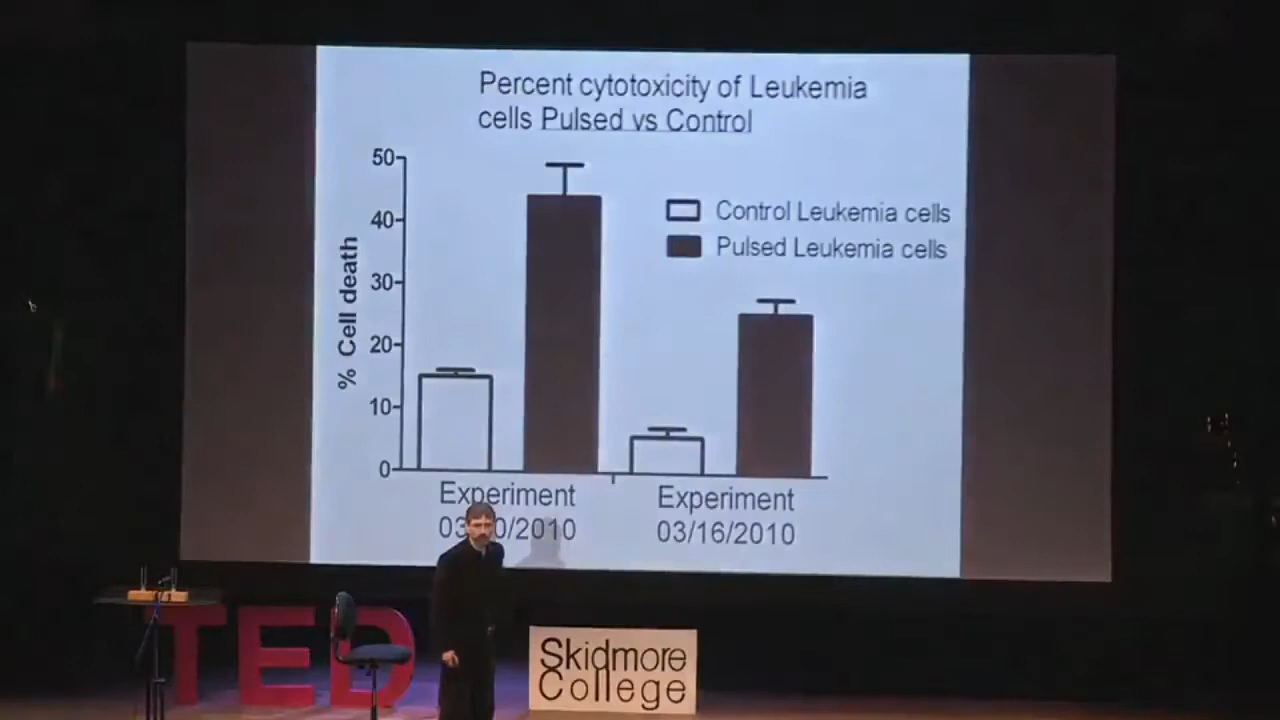 Percent cytotoxicity of Leukemia
cells Pulsed vs Control
50
40
30
20
10
0
% Cell death
Control Leukemia cells
Pulsed Leukemia cells
Experiment
Experiment
03/16/2010
TED
Skidmore
College